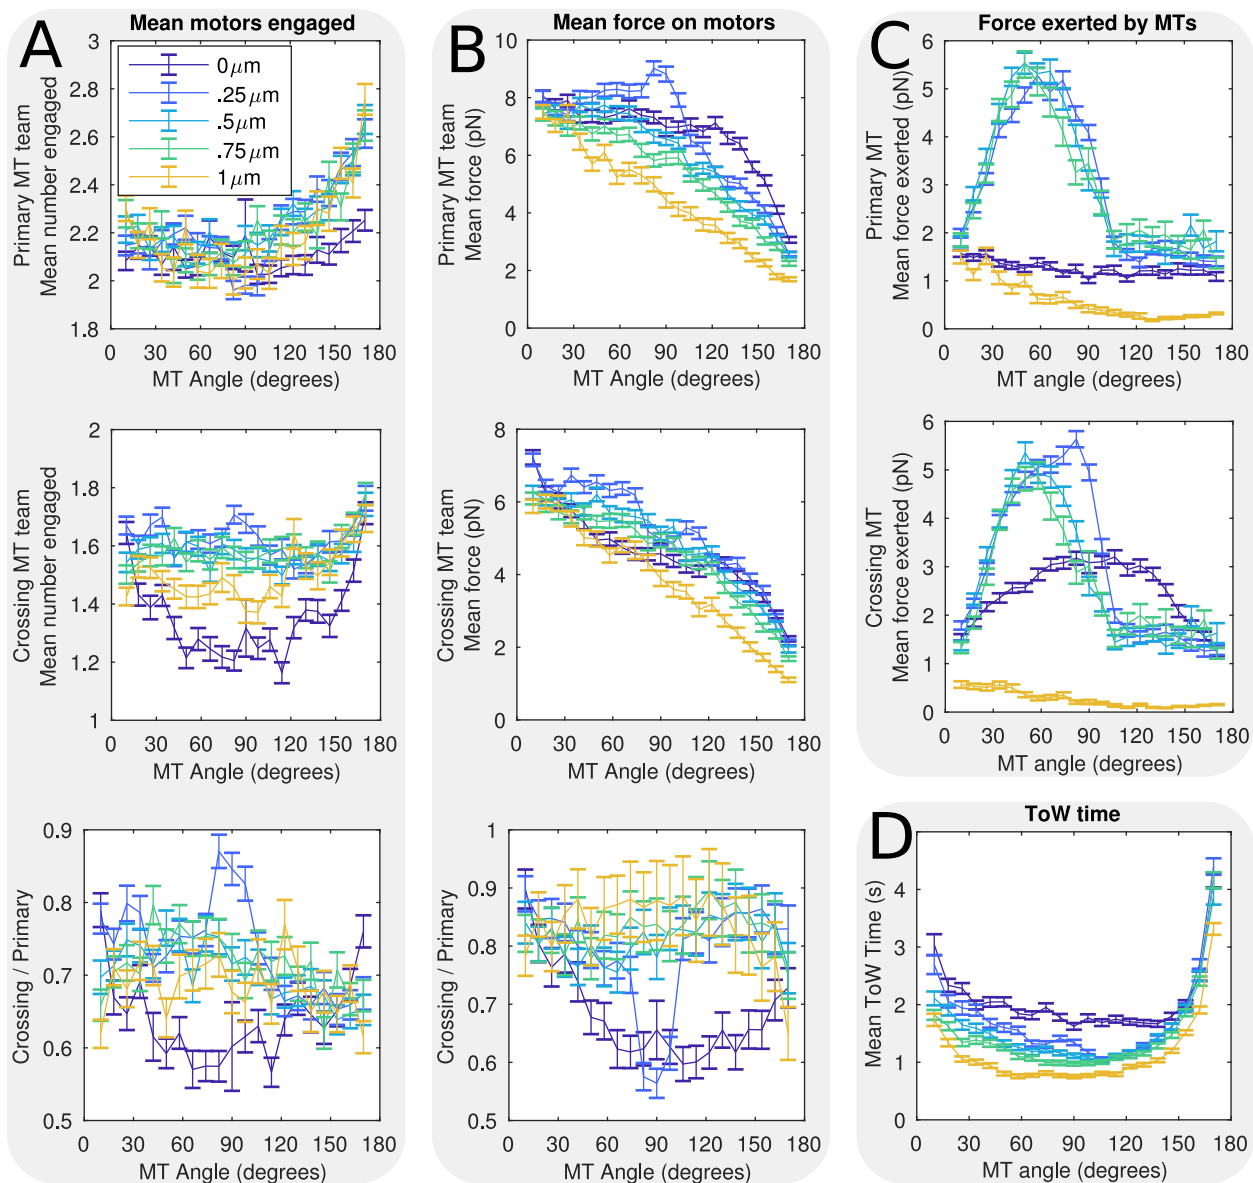 A
Mean motors engaged
Primary MT team
Mean number engaged
3
2.8
2.6
2.4
2.2
2
1.8
0 μm
.25 μm
.5 μm
.75 μm
1 μm
0 30 60 90 120 150 180
MT Angle (degrees)
Crossing MT team
Mean number engaged
2
1.8
1.6
1.4
1.2
1
0 30 60 90 120 150 180
MT Angle (degrees)
Crossing / Primary
0.9
0.8
0.7
0.6
0.5
0 30 60 90 120 150 180
MT Angle (degrees)
B
Mean force on motors
Primary MT team
Mean force (pN)
10
8
6
4
2
0
0 30 60 90 120 150 180
MT Angle (degrees)
Crossing MT team
Mean force (pN)
8
6
4
2
0
0 30 60 90 120 150 180
MT Angle (degrees)
Crossing / Primary
1
0.9
0.8
0.7
0.6
0.5
0 30 60 90 120 150 180
MT Angle (degrees)
C
Force exerted by MTs
Primary MT
Mean force exerted (pN)
6
5
4
3
2
1
0
0 30 60 90 120 150 180
MT angle (degrees)
Crossing MT
Mean force exerted (pN)
6
5
4
3
2
1
0
0 30 60 90 120 150 180
MT angle (degrees)
D
ToW time
Mean ToW Time (s)
4
3
2
1
0
0 30 60 90 120 150 180
MT angle (degrees)